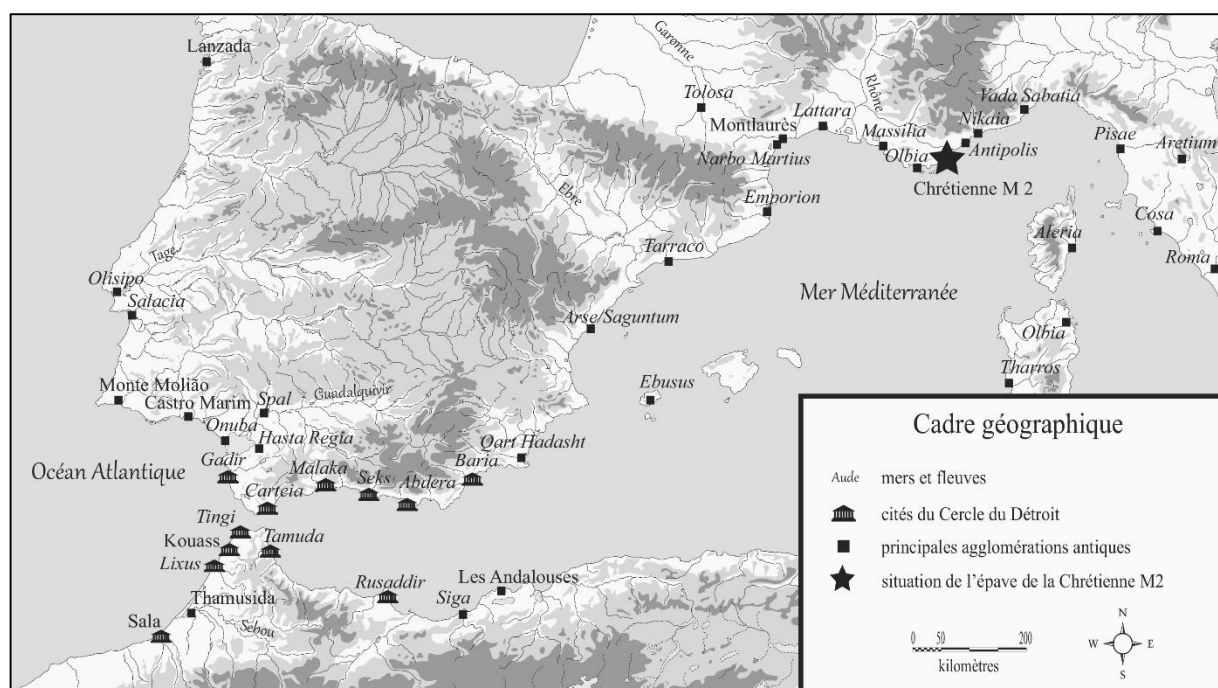 Lanzada
Garonne
Tolosa
Montlaurès
Narbo Martius
Lattara
Rhône
Massilia
Olbia
Vada Sabatia
Nikaia
Antipolis
Chrétienne M 2
Pisae
Aretium
Emporion
Ebre
Cosa
Aleria
Roma
Tarraco
Tage
Mer Méditerranée
Olisipo
Salacia
Arse/Saguntum
Olbia
Tharros
Ebusus
Monte Molião
Castro Marim
Spal
Guadalquivir
Onuba
Hasta Regia
Qart Hadasht
Océan Atlantique
Gadir
Malaka
Seks
Abdera
Baria
Carteia
Tingi
Kouass
Tamuda
Lixus
Rusaddir
Les Andalouses
Siga
Thamusida
Sebou
Sala
Cadre géographique
Aude mers et fleuves
cités du Cercle du Détroit
principales agglomérations antiques
situation de l'épave de la Chrétienne M2
0 50 200
kilomètres
N
W E
S